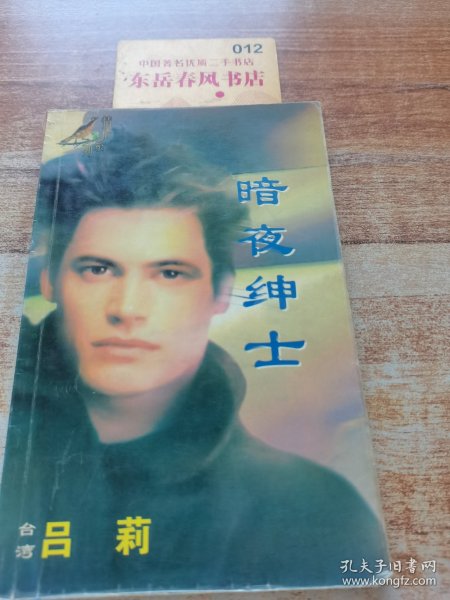 012
中国著名优质二手书店
东岳春风书店
暗夜绅士
台湾
吕莉
孔夫子旧书网
www.kongfz.com